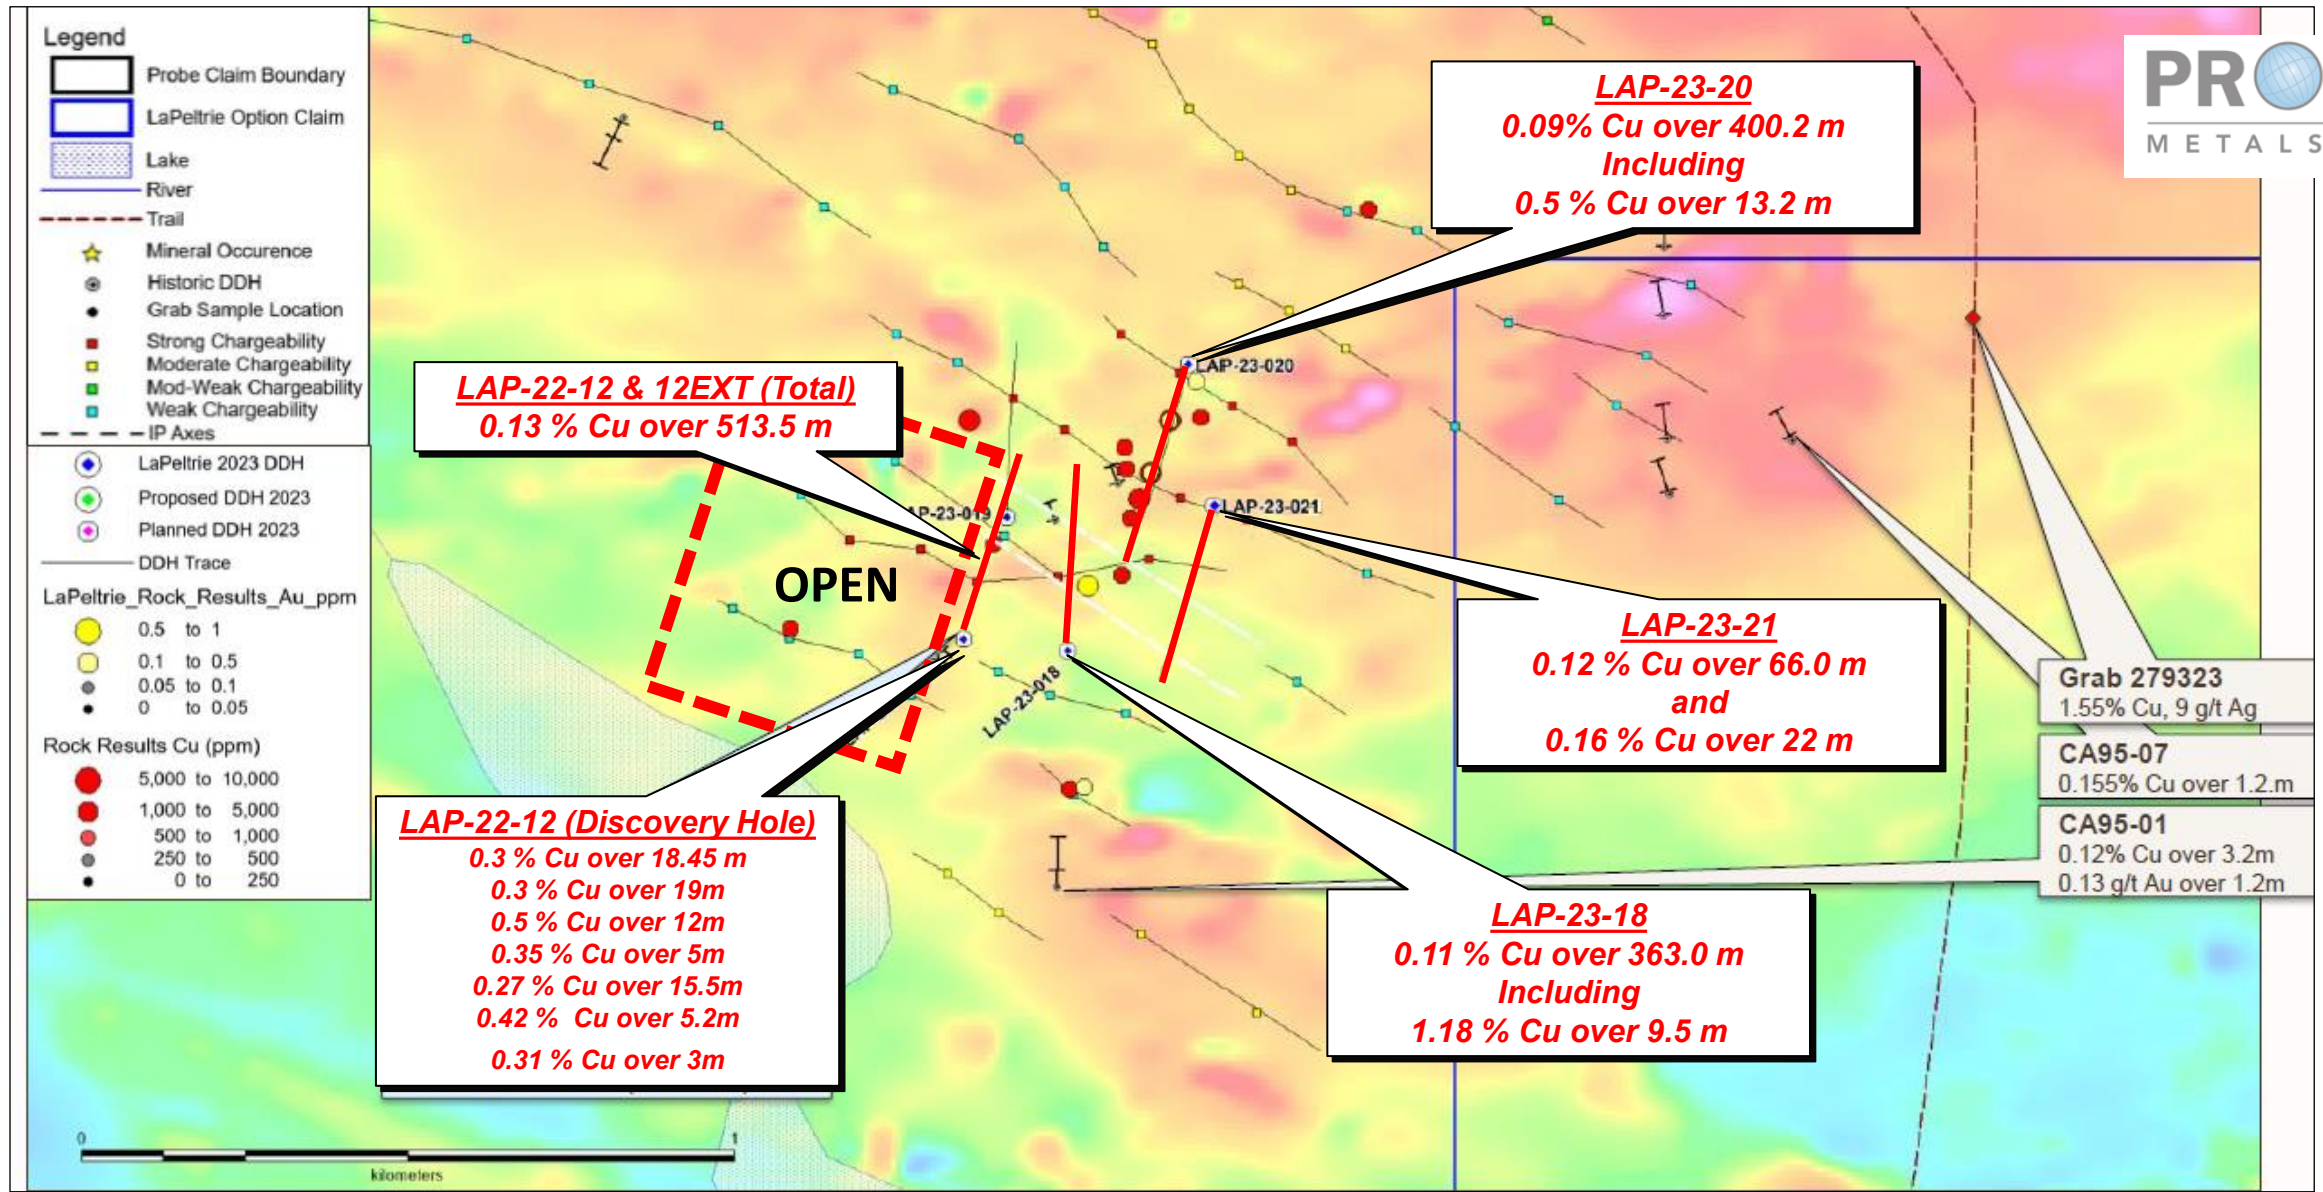 Legend
Probe Claim Boundary
LaPeltrie Option Claim
Lake
River
Trail
Mineral Occurence
Historic DDH
Grab Sample Location
Strong Chargeability
Moderate Chargeability
Mod-Weak Chargeability
Weak Chargeability
IP Axes
LaPeltrie 2023 DDH
Proposed DDH 2023
Planned DDH 2023
DDH Trace
LaPeltrie_Rock_Results_Au_ppm
0.5 to 1
0.1 to 0.5
0.05 to 0.1
0 to 0.05
Rock Results Cu (ppm)
5,000 to 10,000
1,000 to 5,000
500 to 1,000
250 to 500
0 to 250
0 1
kilometers
PRO
METALS
LAP-23-20
0.09% Cu over 400.2 m
Including
0.5 % Cu over 13.2 m
LAP-22-12 & 12EXT (Total)
0.13 % Cu over 513.5 m
LAP-23-020
AP-23-019
LAP-23-021
OPEN
LAP-23-018
LAP-23-21
0.12 % Cu over 66.0 m
and
0.16 % Cu over 22 m
Grab 279323
1.55% Cu, 9 g/t Ag
CA95-07
0.155% Cu over 1.2.m
CA95-01
0.12% Cu over 3.2m
0.13 g/t Au over 1.2m
LAP-22-12 (Discovery Hole)
0.3 % Cu over 18.45 m
0.3 % Cu over 19m
0.5 % Cu over 12m
0.35 % Cu over 5m
0.27 % Cu over 15.5m
0.42 % Cu over 5.2m
0.31 % Cu over 3m
LAP-23-18
0.11 % Cu over 363.0 m
Including
1.18 % Cu over 9.5 m